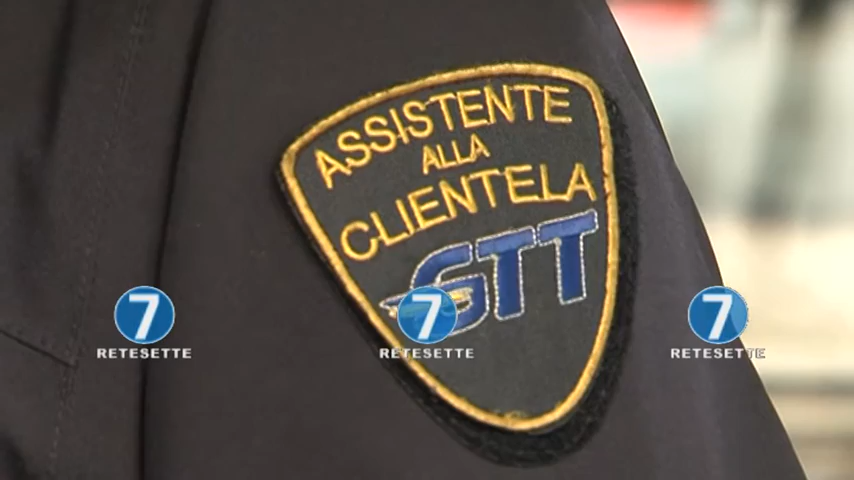 ASSISTENTE
ALLA
CLIENTELA
GTT
7 7 7
RETESETTE RETESETTE RETESETTE